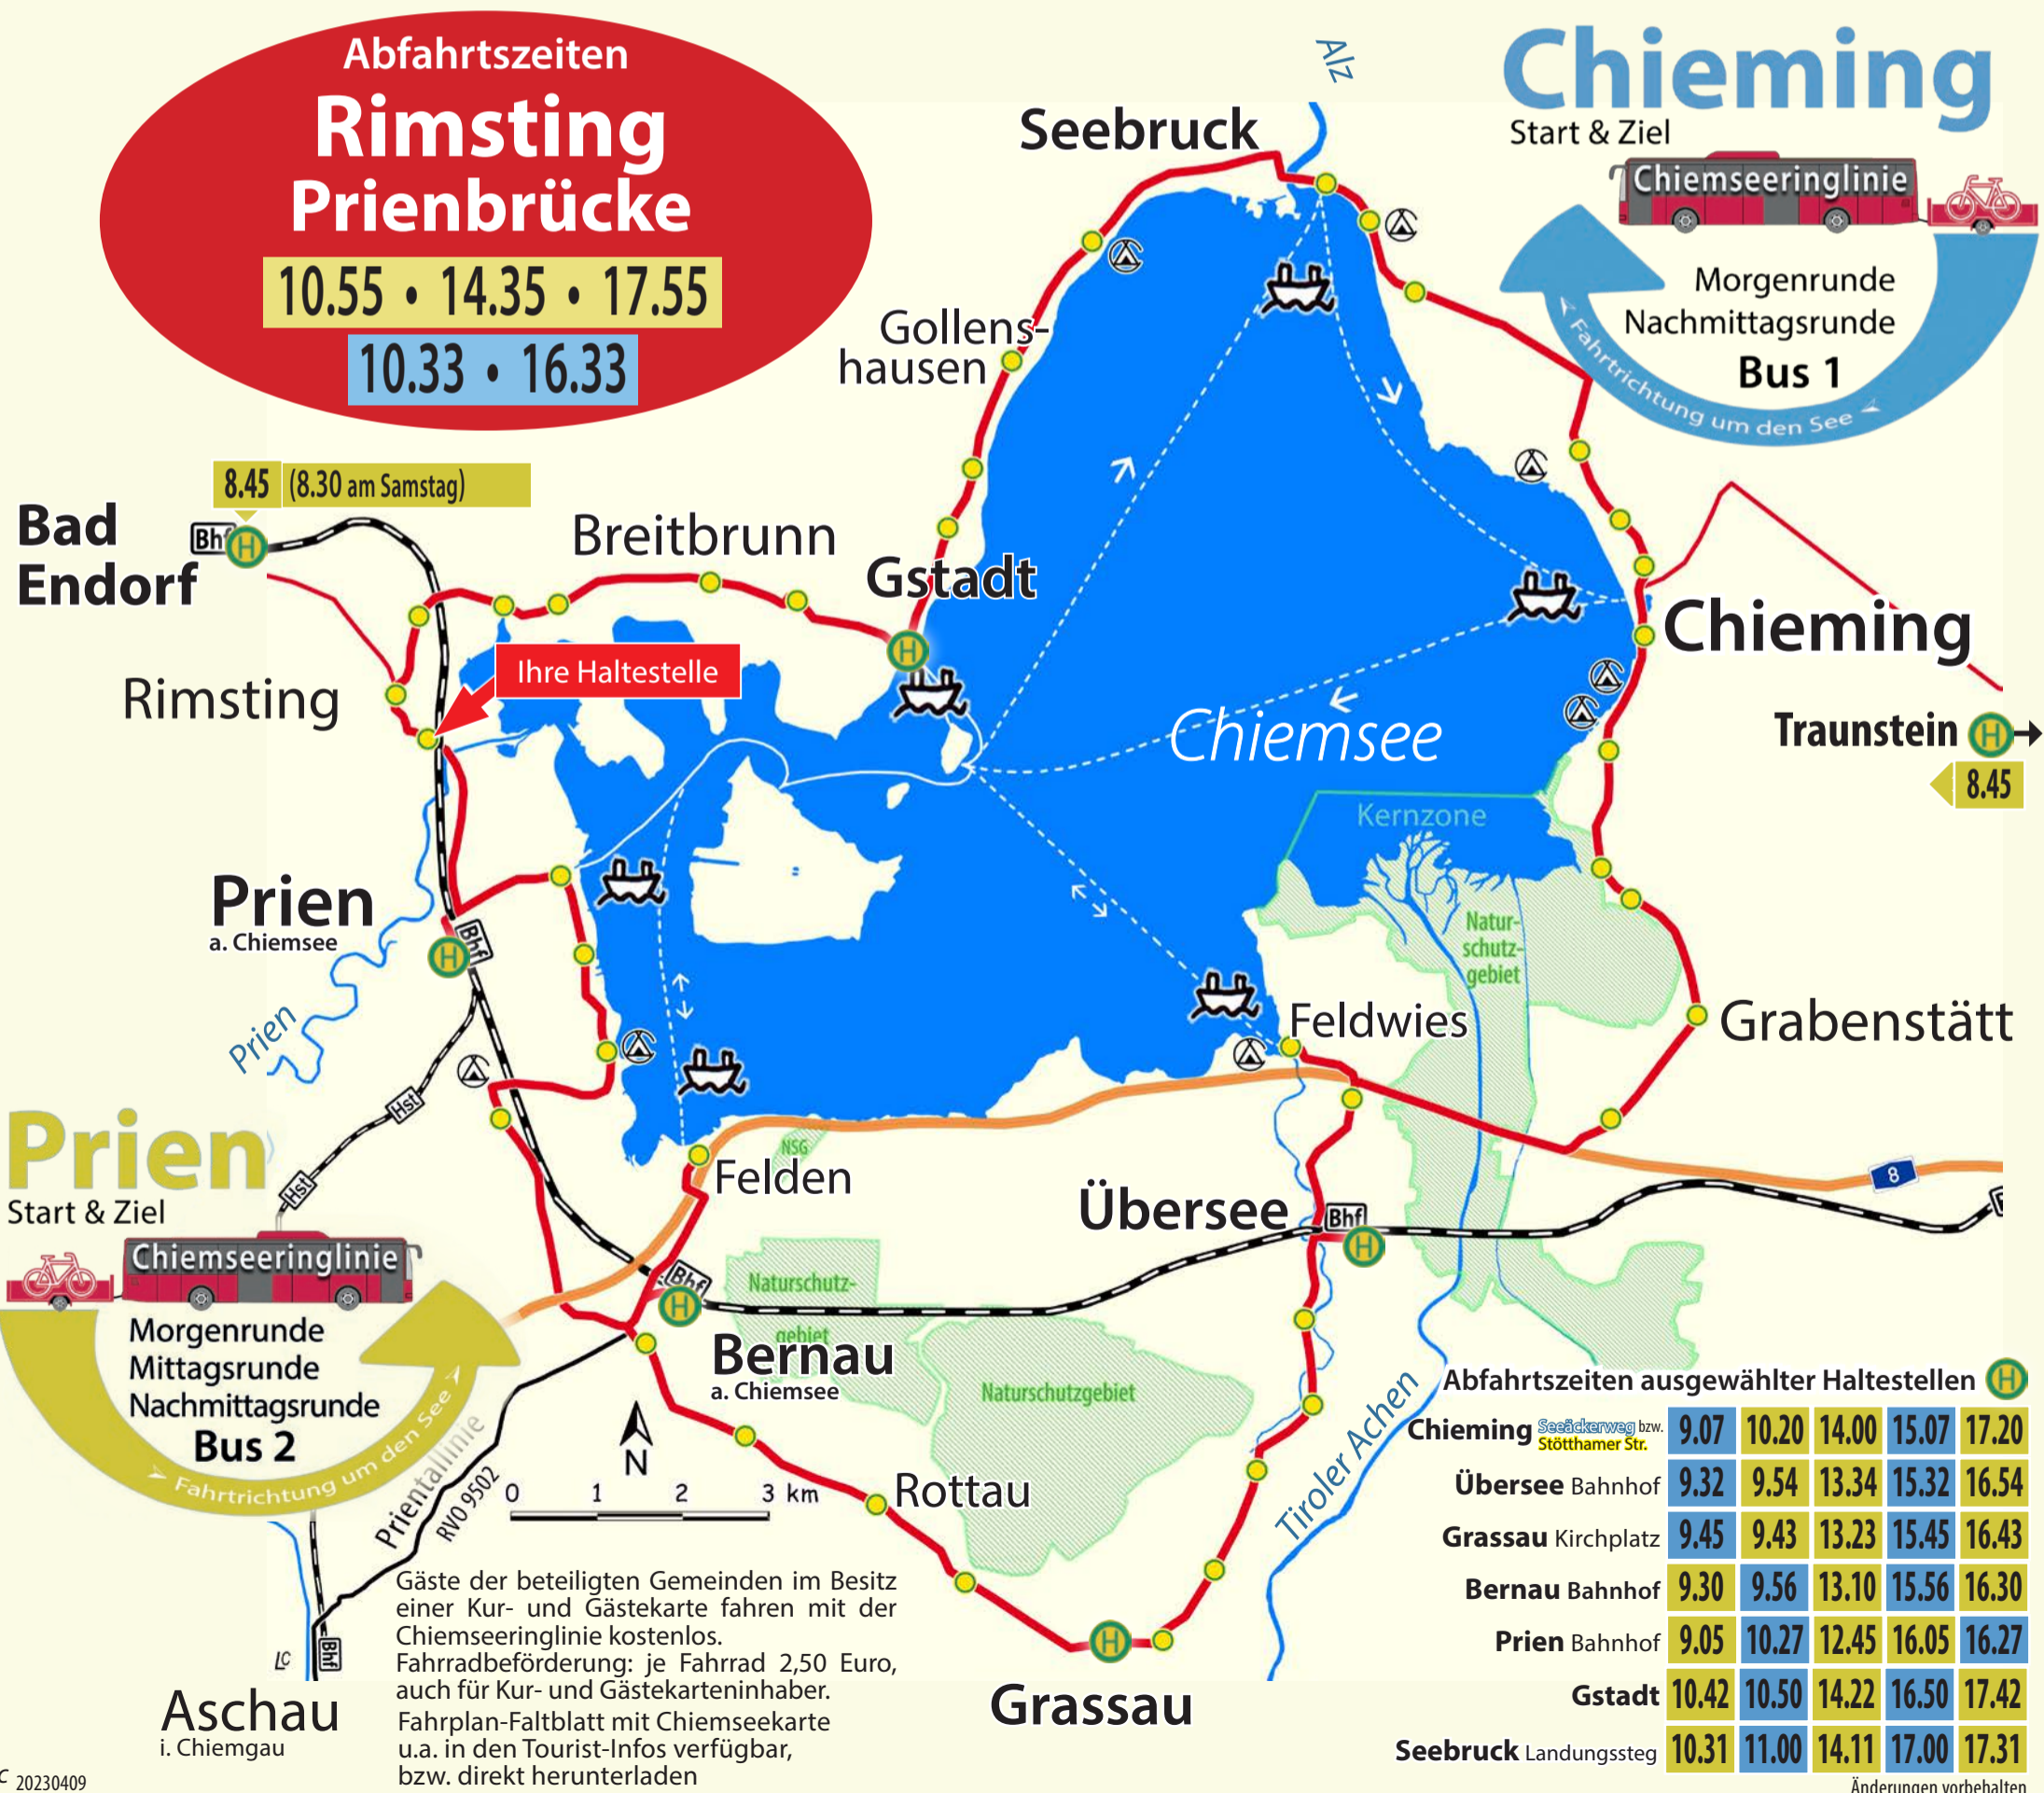 Abfahrtszeiten
Rimsting
Prienbrücke
10.55 • 14.35 • 17.55
10.33 • 16.33
Alz
Seebruck
Chieming
Start & Ziel
Chiemseeringlinie
Morgenrunde
Nachmittagsrunde
Bus 1
Fahrtrichtung um den See
Gollens-
hausen
8.45 (8.30 am Samstag)
Bad
Endorf
Bhf
Breitbrunn
Gstadt
Ihre Haltestelle
Rimsting
Chieming
Chiemsee
Traunstein H
8.45
Kernzone
Prien
a. Chiemsee
Bhf
H
Natur-
schutz-
gebiet
Feldwies
Grabenstätt
Prien
Hst
Hst
Prien
Start & Ziel
Chiemseeringlinie
Morgenrunde
Mittagsrunde
Nachmittagsrunde
Bus 2
Fahrtrichtung um den See
NSG
Felden
8
Übersee
Bhf
H
Bhf
H
Naturschutz-
gebiet
Bernau
a. Chiemsee
Naturschutzgebiet
Prientallinie
RVO 9502
N
0 1 2 3 km
Rottau
Tiroler Achen
H
Grassau
Bhf
LC
Aschau
i. Chiemgau
Gäste der beteiligten Gemeinden im Besitz
einer Kur- und Gästekarte fahren mit der
Chiemseeringlinie kostenlos.
Fahrradbeförderung: je Fahrrad 2,50 Euro,
auch für Kur- und Gästekarteninhaber.
Fahrplan-Faltblatt mit Chiemseekarte
u.a. in den Tourist-Infos verfügbar,
bzw. direkt herunterladen
Abfahrtszeiten ausgewählter Haltestellen H
Chieming Seeäckerweg bzw. Stötthamer Str. 9.07 10.20 14.00 15.07 17.20
Übersee Bahnhof 9.32 9.54 13.34 15.32 16.54
Grassau Kirchplatz 9.45 9.43 13.23 15.45 16.43
Bernau Bahnhof 9.30 9.56 13.10 15.56 16.30
Prien Bahnhof 9.05 10.27 12.45 16.05 16.27
Gstadt 10.42 10.50 14.22 16.50 17.42
Seebruck Landungssteg 10.31 11.00 14.11 17.00 17.31
Änderungen vorbehalten
20230409